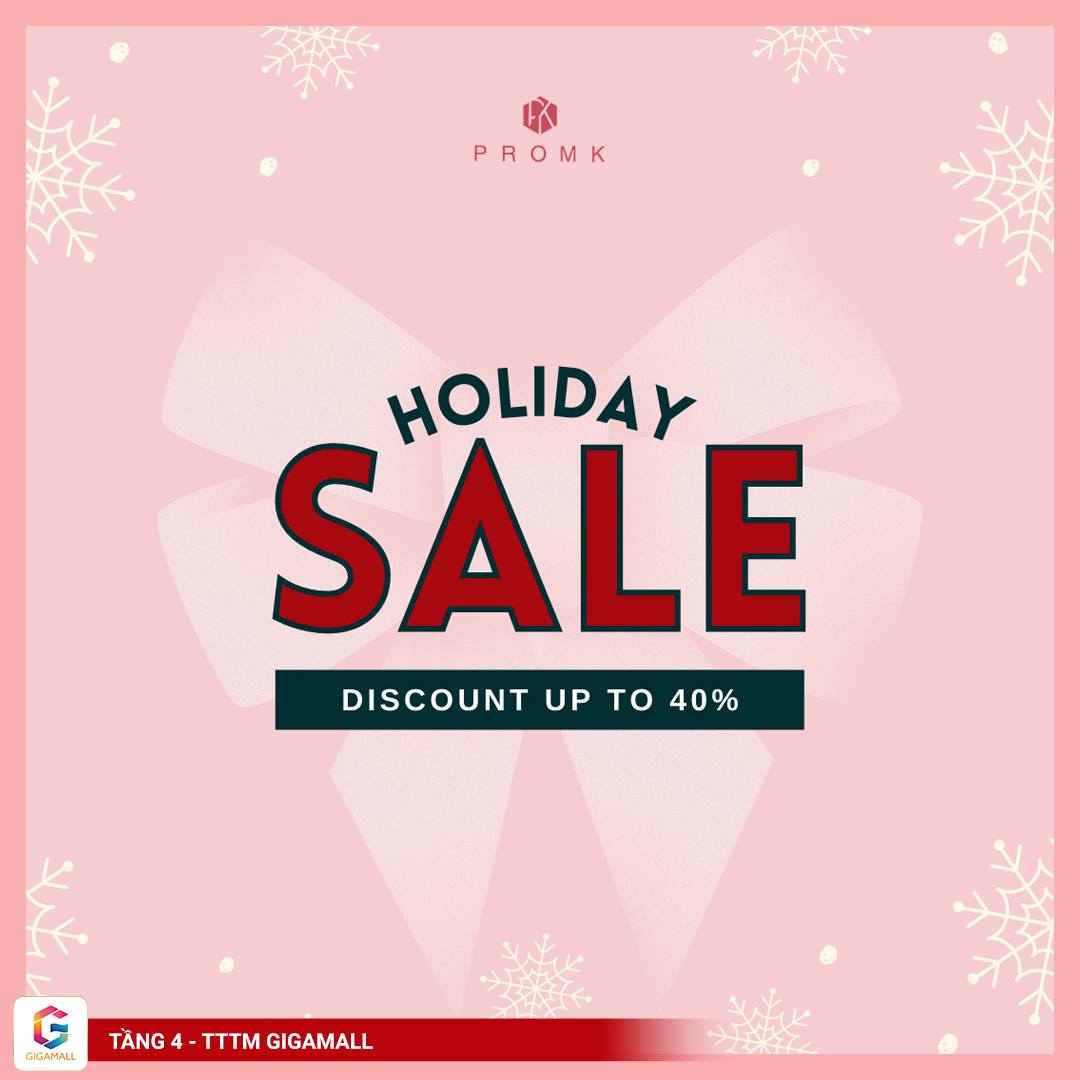 PROMK
HOLIDAY
SALE
DISCOUNT UP TO 40%
GIGAMALL
TẦNG 4 - TTTM GIGAMALL